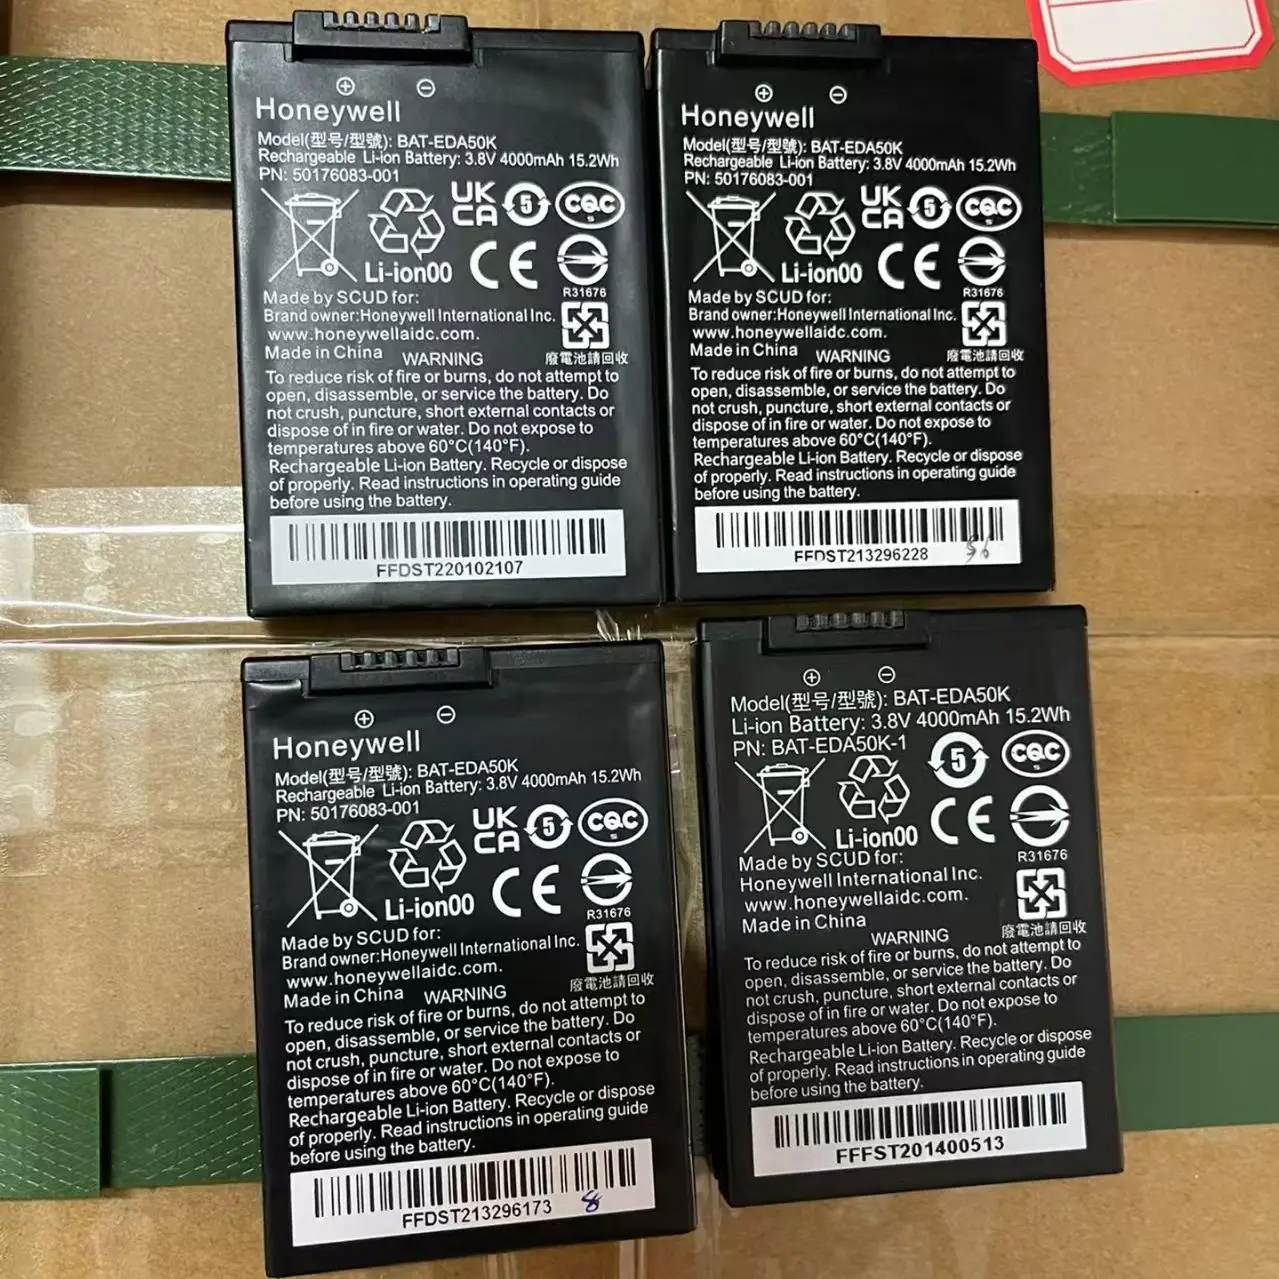 Honeywell
Model(型号/型號): BAT-EDA50K
Rechargeable Li-ion Battery: 3.8V 4000mAh 15.2Wh
PN: 50176083-001
UK
CA
5
CQC
Li-ion00
CE
R31676
Made by SCUD for:
Brand owner:Honeywell International Inc.
www.honeywellaidc.com.
Made in China
廢電池請回收
WARNING
To reduce risk of fire or burns, do not attempt to
open, disassemble, or service the battery. Do
not crush, puncture, short external contacts or
dispose of in fire or water. Do not expose to
temperatures above 60°C(140°F).
Rechargeable Li-ion Battery. Recycle or dispose
of properly. Read instructions in operating guide
before using the battery.
FFDST220102107
Honeywell
Model(型号/型號): BAT-EDA50K
Rechargeable Li-ion Battery: 3.8V 4000mAh 15.2Wh
PN: 50176083-001
UK
CA
5
CQC
Li-ion00
CE
R31676
Made by SCUD for:
Brand owner:Honeywell International Inc.
www.honeywellaidc.com.
Made in China
廢電池請回收
WARNING
To reduce risk of fire or burns, do not attempt to
open, disassemble, or service the battery. Do
not crush, puncture, short external contacts or
dispose of in fire or water. Do not expose to
temperatures above 60°C(140°F).
Rechargeable Li-ion Battery. Recycle or dispose
of properly. Read instructions in operating guide
before using the battery.
FFDST213296228
Honeywell
Model(型号/型號): BAT-EDA50K
Rechargeable Li-ion Battery: 3.8V 4000mAh 15.2Wh
PN: 50176083-001
UK
CA
5
CQC
Li-ion00
CE
R31676
Made by SCUD for:
Brand owner:Honeywell International Inc.
www.honeywellaidc.com.
Made in China
廢電池請回收
WARNING
To reduce risk of fire or burns, do not attempt to
open, disassemble, or service the battery. Do
not crush, puncture, short external contacts or
dispose of in fire or water. Do not expose to
temperatures above 60°C(140°F).
Rechargeable Li-ion Battery. Recycle or dispose
of properly. Read instructions in operating guide
before using the battery.
FFDST213296173 8
Model(型号/型號): BAT-EDA50K
Li-ion Battery: 3.8V 4000mAh 15.2Wh
PN: BAT-EDA50K-1
5
CQC
Li-ion00
CE
R31676
Made by SCUD for:
Honeywell International Inc.
www.honeywellaidc.com.
Made in China
廢電池請回收
WARNING
To reduce risk of fire or burns, do not attempt to
open, disassemble, or service the battery. Do
not crush, puncture, short external contacts or
dispose of in fire or water. Do not expose to
temperatures above 60°C(140°F).
Rechargeable Li-ion Battery. Recycle or dispose
of properly. Read instructions in operating guide
before using the battery.
FFFST201400513